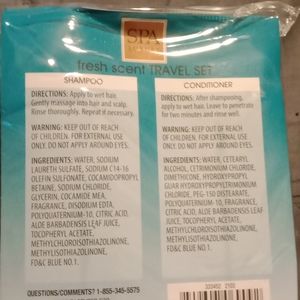 SPA
fresh scent TRAVEL SET
SHAMPOO
DIRECTIONS: Apply to wet hair.
Gently massage into hair and scalp.
Rinse thoroughly. Repeat if
necessary.
WARNING: KEEP OUT OF REACH
OF CHILDREN. FOR EXTERNAL USE
ONLY. DO NOT APPLY AROUND EYES.
INGREDIENTS: WATER, SODIUM
LAURETH SULFATE, SODIUM C14-16
OLEFIN SULFONATE, COCAMIDOPROPYL
BETAINE, SODIUM CHLORIDE,
GLYCERIN, COCAMIDE MEA,
FRAGRANCE, DISODIUM EDTA,
POLYQUATERNIUM-10, CITRIC ACID,
ALOE BARBADENSIS LEAF JUICE,
TOCOPHERYL ACETATE,
METHYLCHLOROISOTHIAZOLINONE,
METHYLISOTHIAZOLINONE,
FD&C BLUE NO.1.
CONDITIONER
DIRECTIONS: After shampooing,
apply to wet hair. Leave to penetrate
for two minutes and rinse well.
WARNING: KEEP OUT OF REACH
OF CHILDREN. FOR EXTERNAL USE
ONLY. DO NOT APPLY AROUND EYES.
INGREDIENTS: WATER, CETEARYL
ALCOHOL, CETRIMONIUM CHLORIDE,
DIMETHICONE, HYDROXYPROPYL
GUAR HYDROXYPROPYLTRIMONIUM
CHLORIDE, PEG-150 DISTEARATE,
POLYQUATERNIUM-10, CITRIC ACID,
FRAGRANCE, ALOE BARBADENSIS LEAF
JUICE, TOCOPHERYL ACETATE,
METHYLCHLOROISOTHIAZOLINONE,
METHYLISOTHIAZOLINONE,
FD&C BLUE NO.1.
QUESTIONS/COMMENTS? 1-855-345-5575
333452 2103